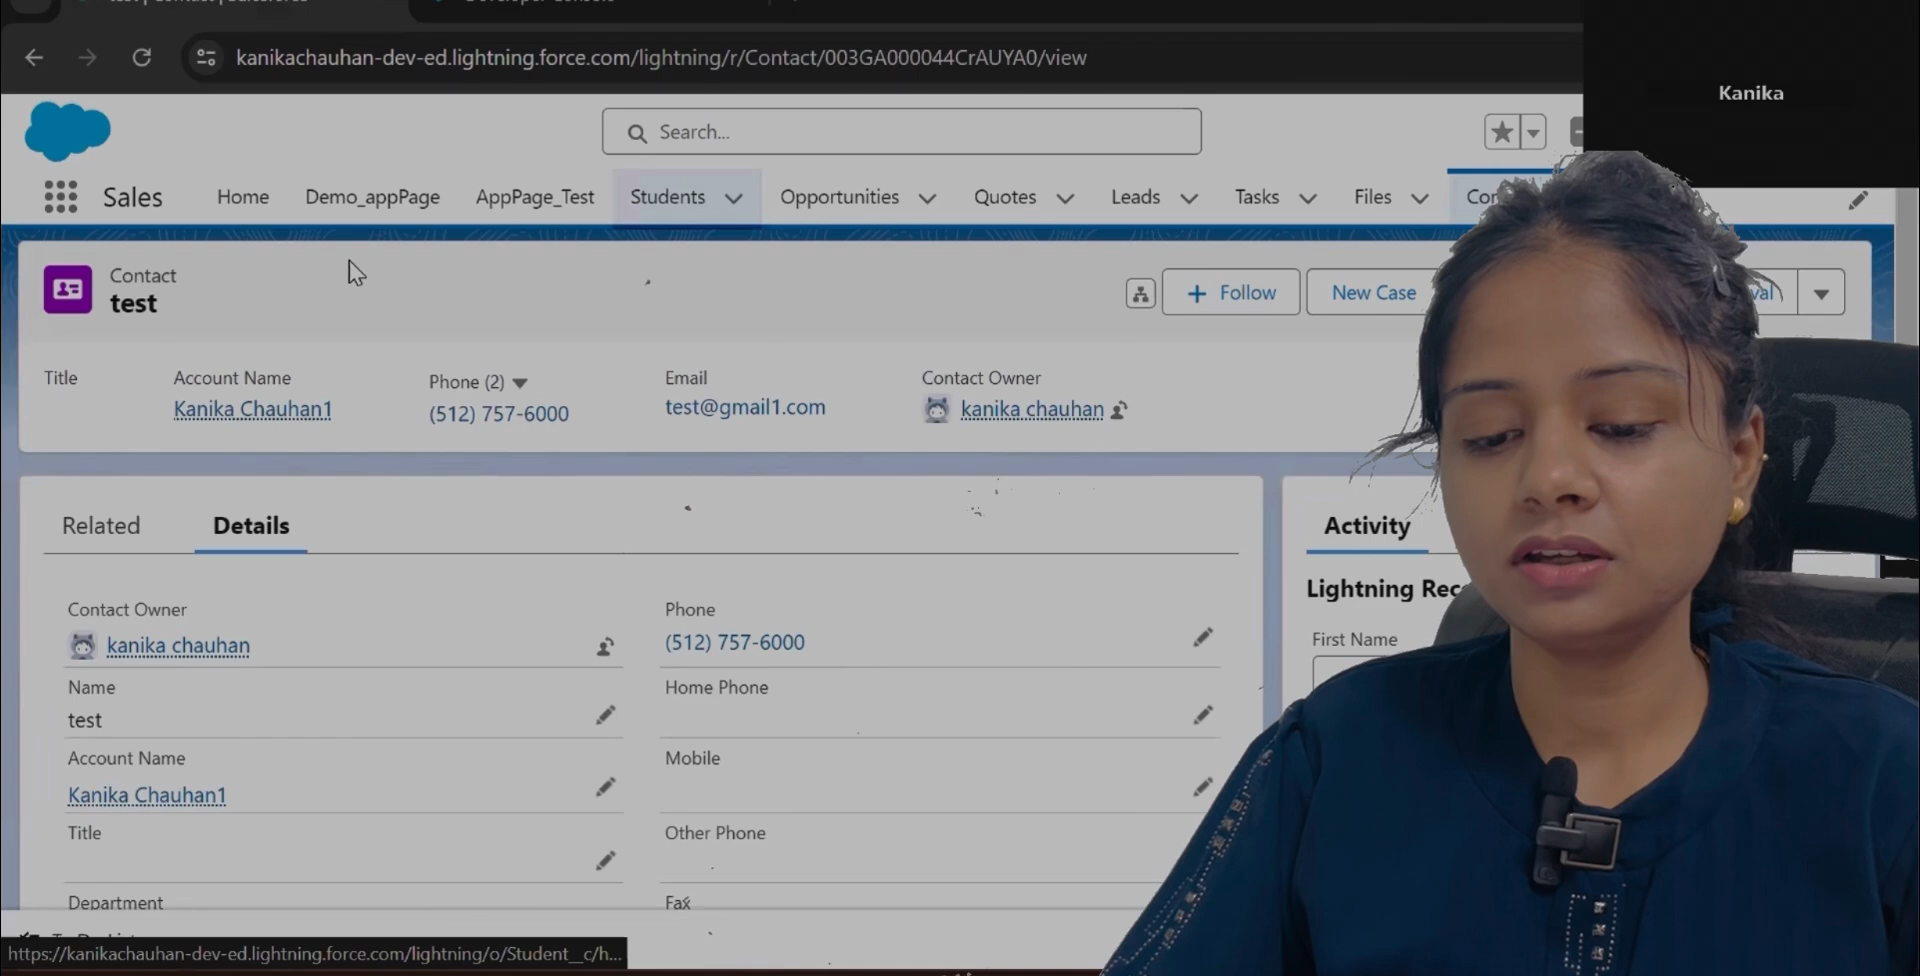 kanikachauhan-dev-ed.lightning.force.com/lightning/r/Contact/003GA000044CrAUYA0/view
Kanika
Search...
Sales
Home
Demo_appPage
AppPage_Test
Students
Opportunities
Quotes
Leads
Tasks
Files
Contact
test
Follow
New Case
Title
Account Name
Kanika Chauhan1
Phone (2)
(512) 757-6000
Email
test@gmail1.com
Contact Owner
kanika chauhan
Related
Details
Activity
Contact Owner
kanika chauhan
Phone
(512) 757-6000
Lightning
First Name
Name
test
Home Phone
Account Name
Kanika Chauhan1
Mobile
Title
Other Phone
Department
Fax
https://kanikachauhan-dev-ed.lightning.force.com/lightning/o/Student__c/h...